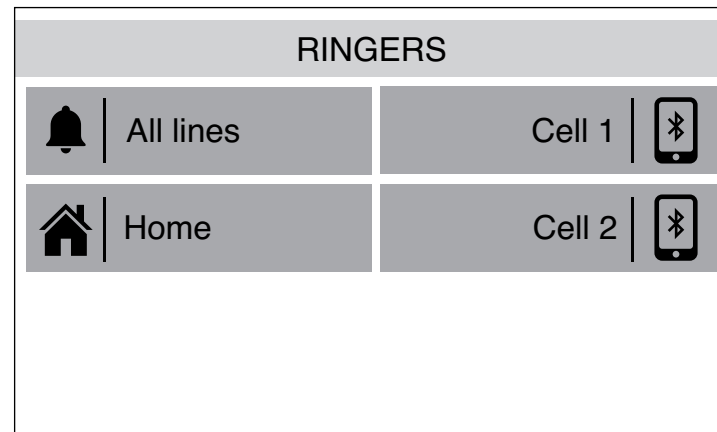 RINGERS
All lines
Cell 1
Home
Cell 2